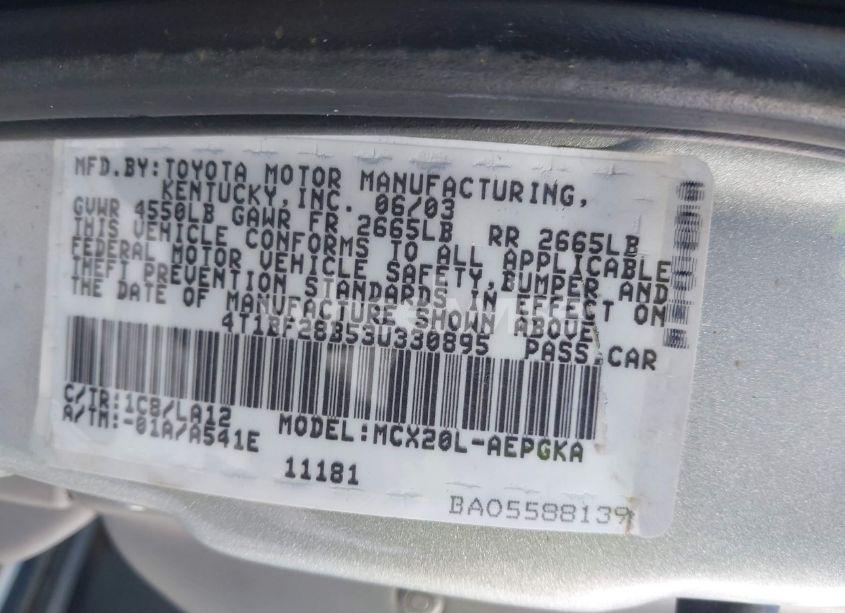 MFD.BY:TOYOTA MOTOR MANUFACTURING,
KENTUCKY,INC. 06/03
GVWR 4550LB GAWR FR 2665LB RR 2665LB
THIS VEHICLE CONFORMS TO ALL APPLICABLE
FEDERAL MOTOR VEHICLE SAFETY,BUMPER AND
THEFT PREVENTION STANDARDS IN EFFECT ON
THE DATE OF MANUFACTURE SHOWN ABOVE
4T1BF28B53U330895 PASS.CAR
C/TR:1C8/LA12
A/TM:-01A/A541E MODEL:MCX20L-AEPGKA
11181
BA05588139